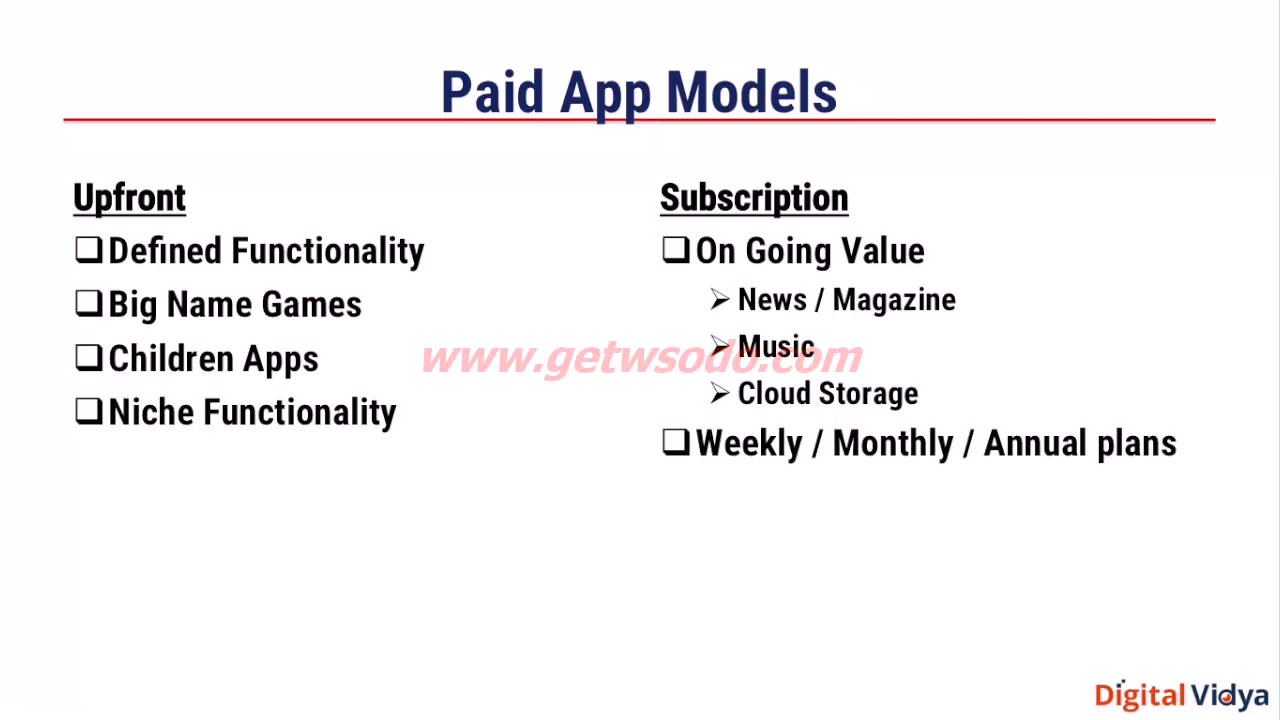 Paid App Models
Upfront
Defined Functionality
Big Name Games
Children Apps
Niche Functionality
Subscription
On Going Value
News / Magazine
Music
Cloud Storage
Weekly / Monthly / Annual plans
www.getwsodo.com
Digital Vidya